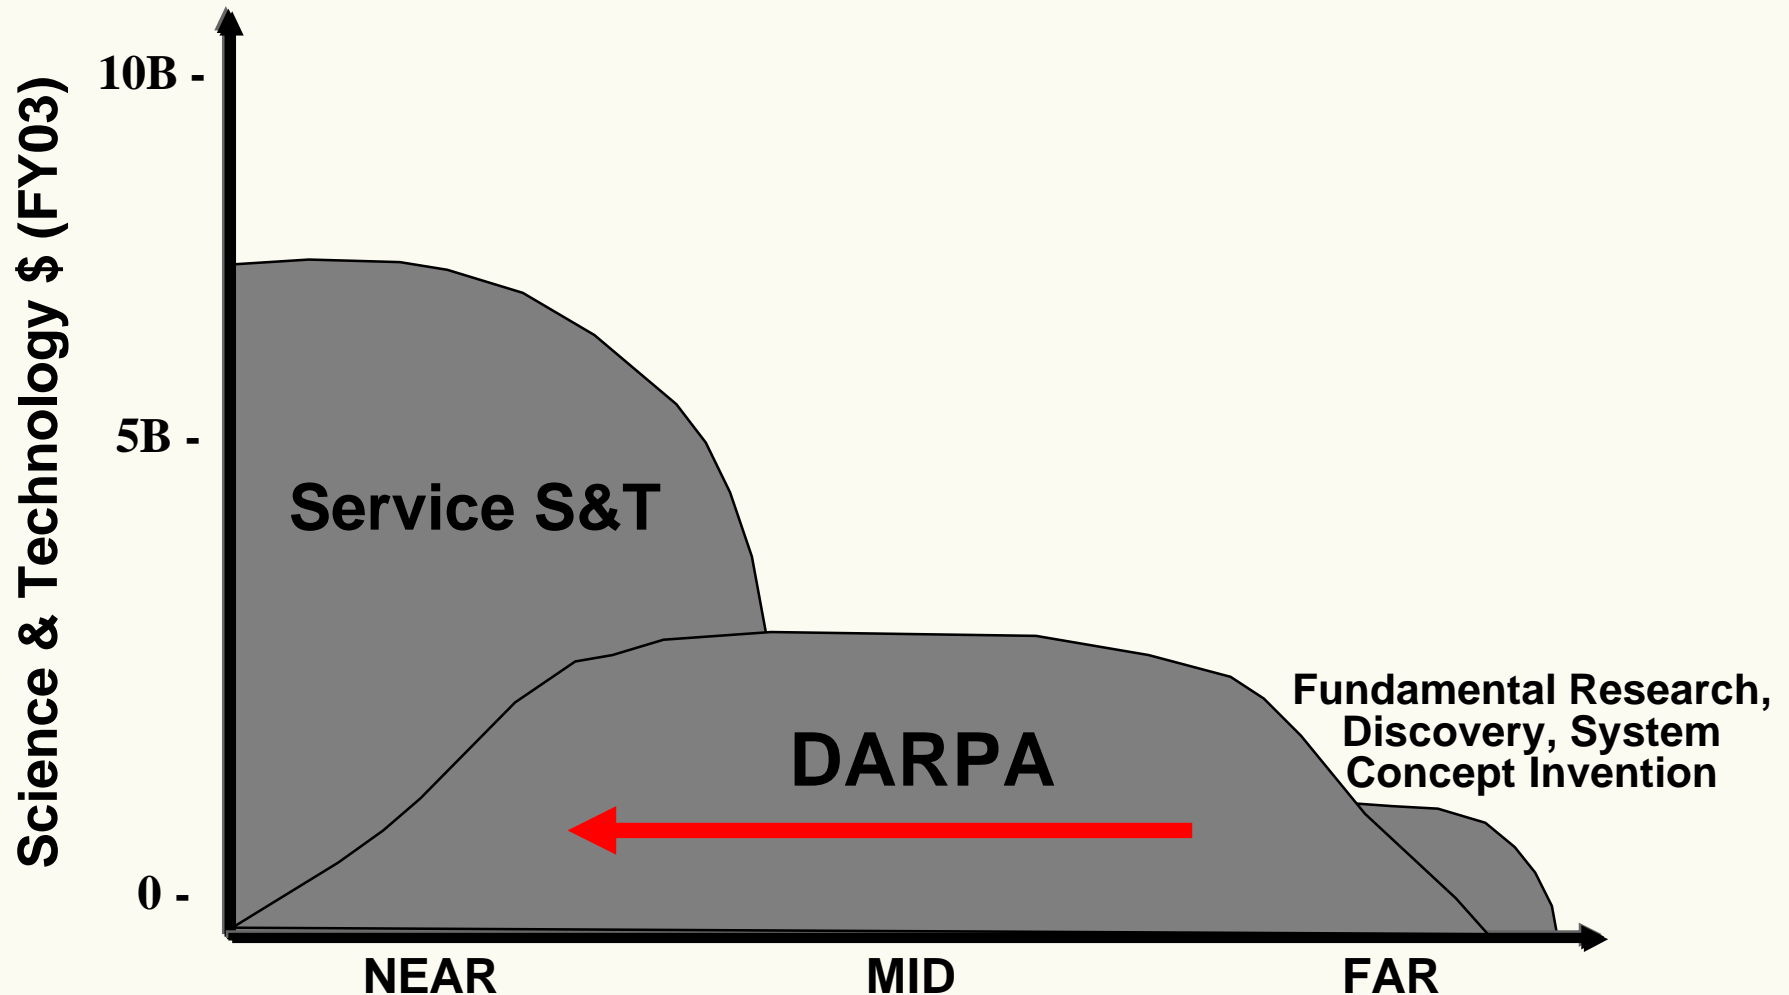 Science & Technology $ (FY03)
10B -
5B -
0 -
Service S&T
DARPA
Fundamental Research,
Discovery, System
Concept Invention
NEAR
MID
FAR